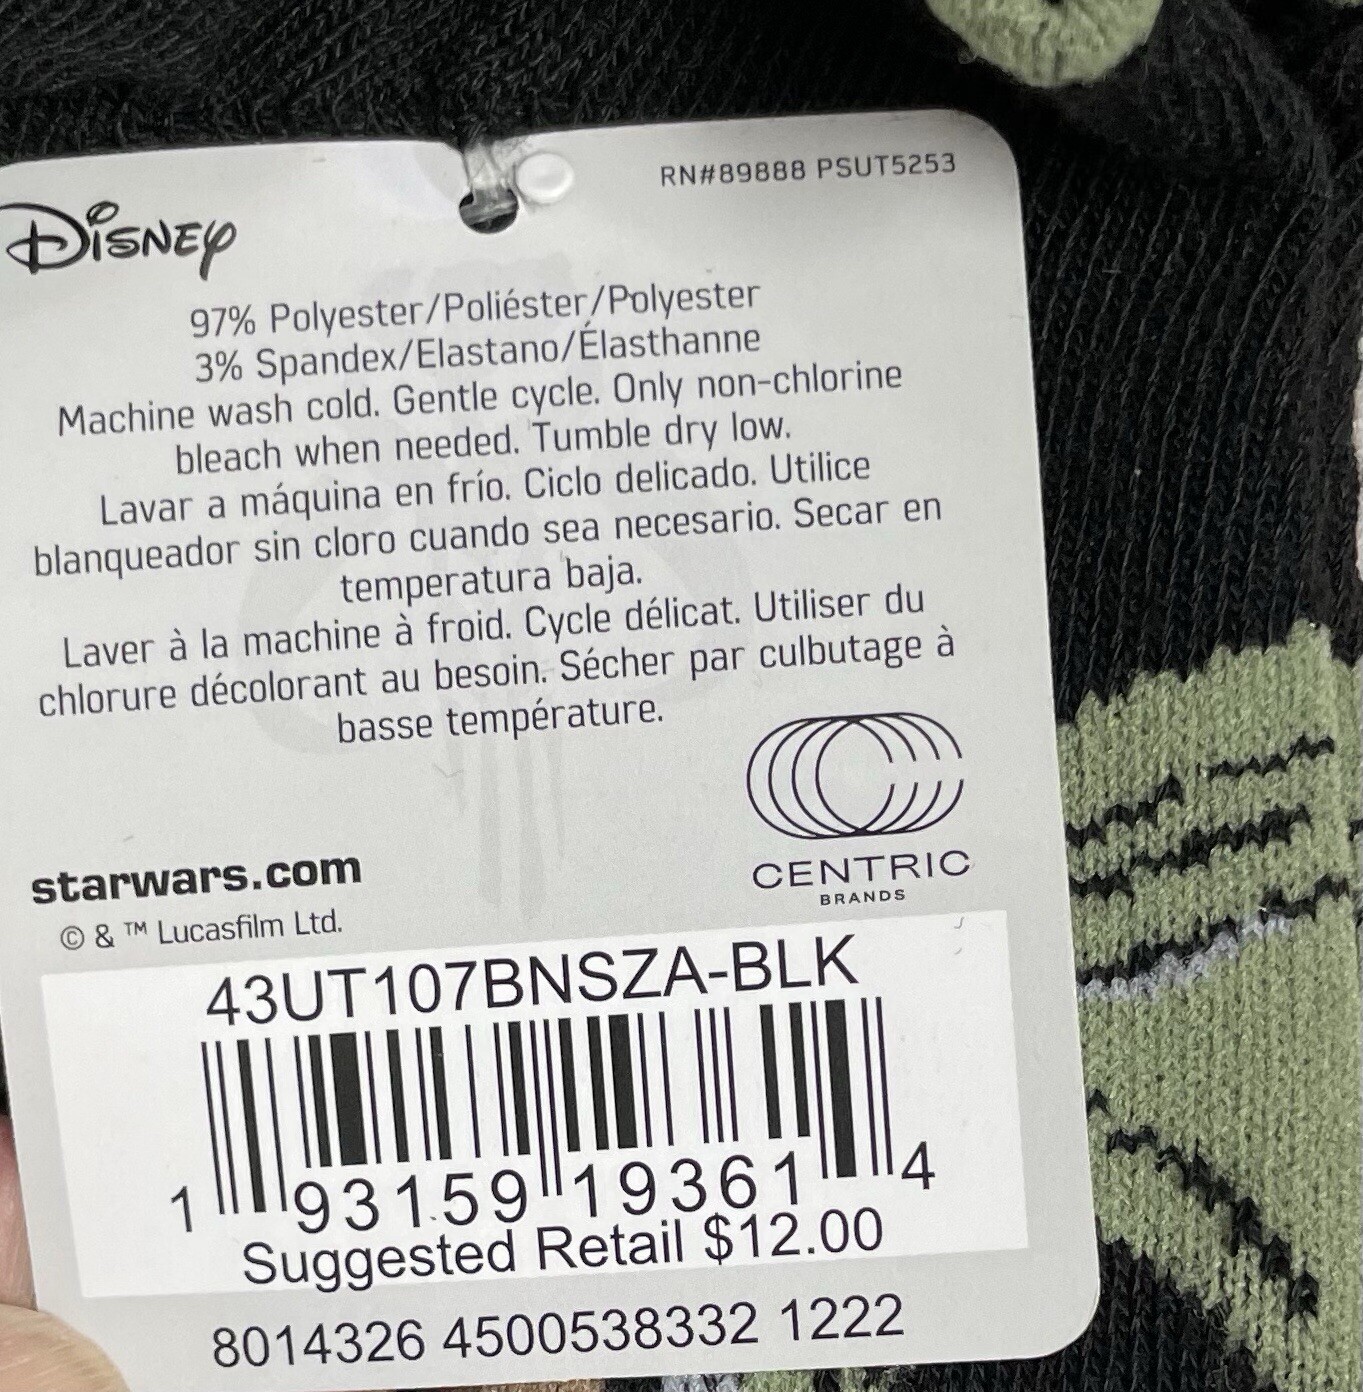 RN#89888 PSUT5253
Disney
97% Polyester/Poliéster/Polyester
3% Spandex/Elastano/Élasthanne
Machine wash cold. Gentle cycle. Only non-chlorine
bleach when needed. Tumble dry low.
Lavar a máquina en frío. Ciclo delicado. Utilice
blanqueador sin cloro cuando sea necesario. Secar en
temperatura baja.
Laver à la machine à froid. Cycle délicat. Utiliser du
chlorure décolorant au besoin. Sécher par culbutage à
basse température.
starwars.com
© & ™ Lucasfilm Ltd.
CENTRIC
BRANDS
43UT107BNSZA-BLK
1 93159 19361 4
Suggested Retail $12.00
8014326 4500538332 1222